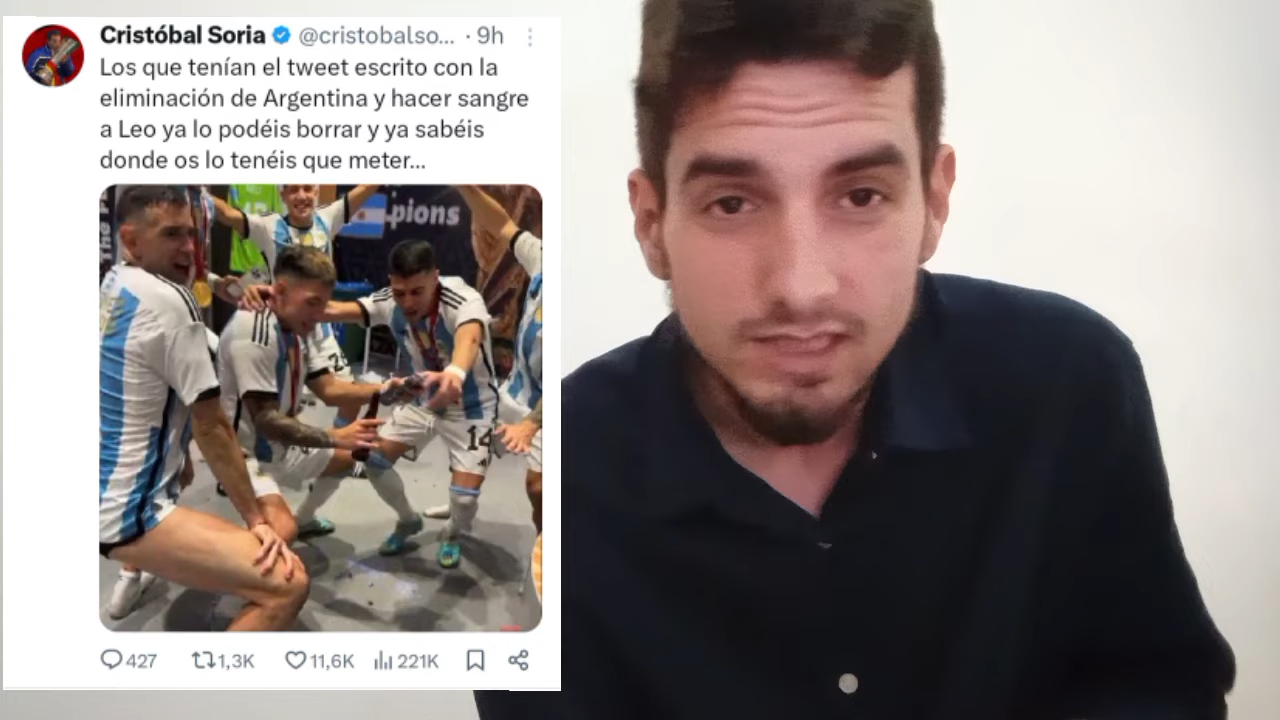 Cristóbal Soria @cristobalso... · 9h
Los que tenían el tweet escrito con la
eliminación de Argentina y hacer sangre
a Leo ya lo podéis borrar y ya sabéis
donde os lo tenéis que meter...
pions
14
427 1,3K 11,6K 221K